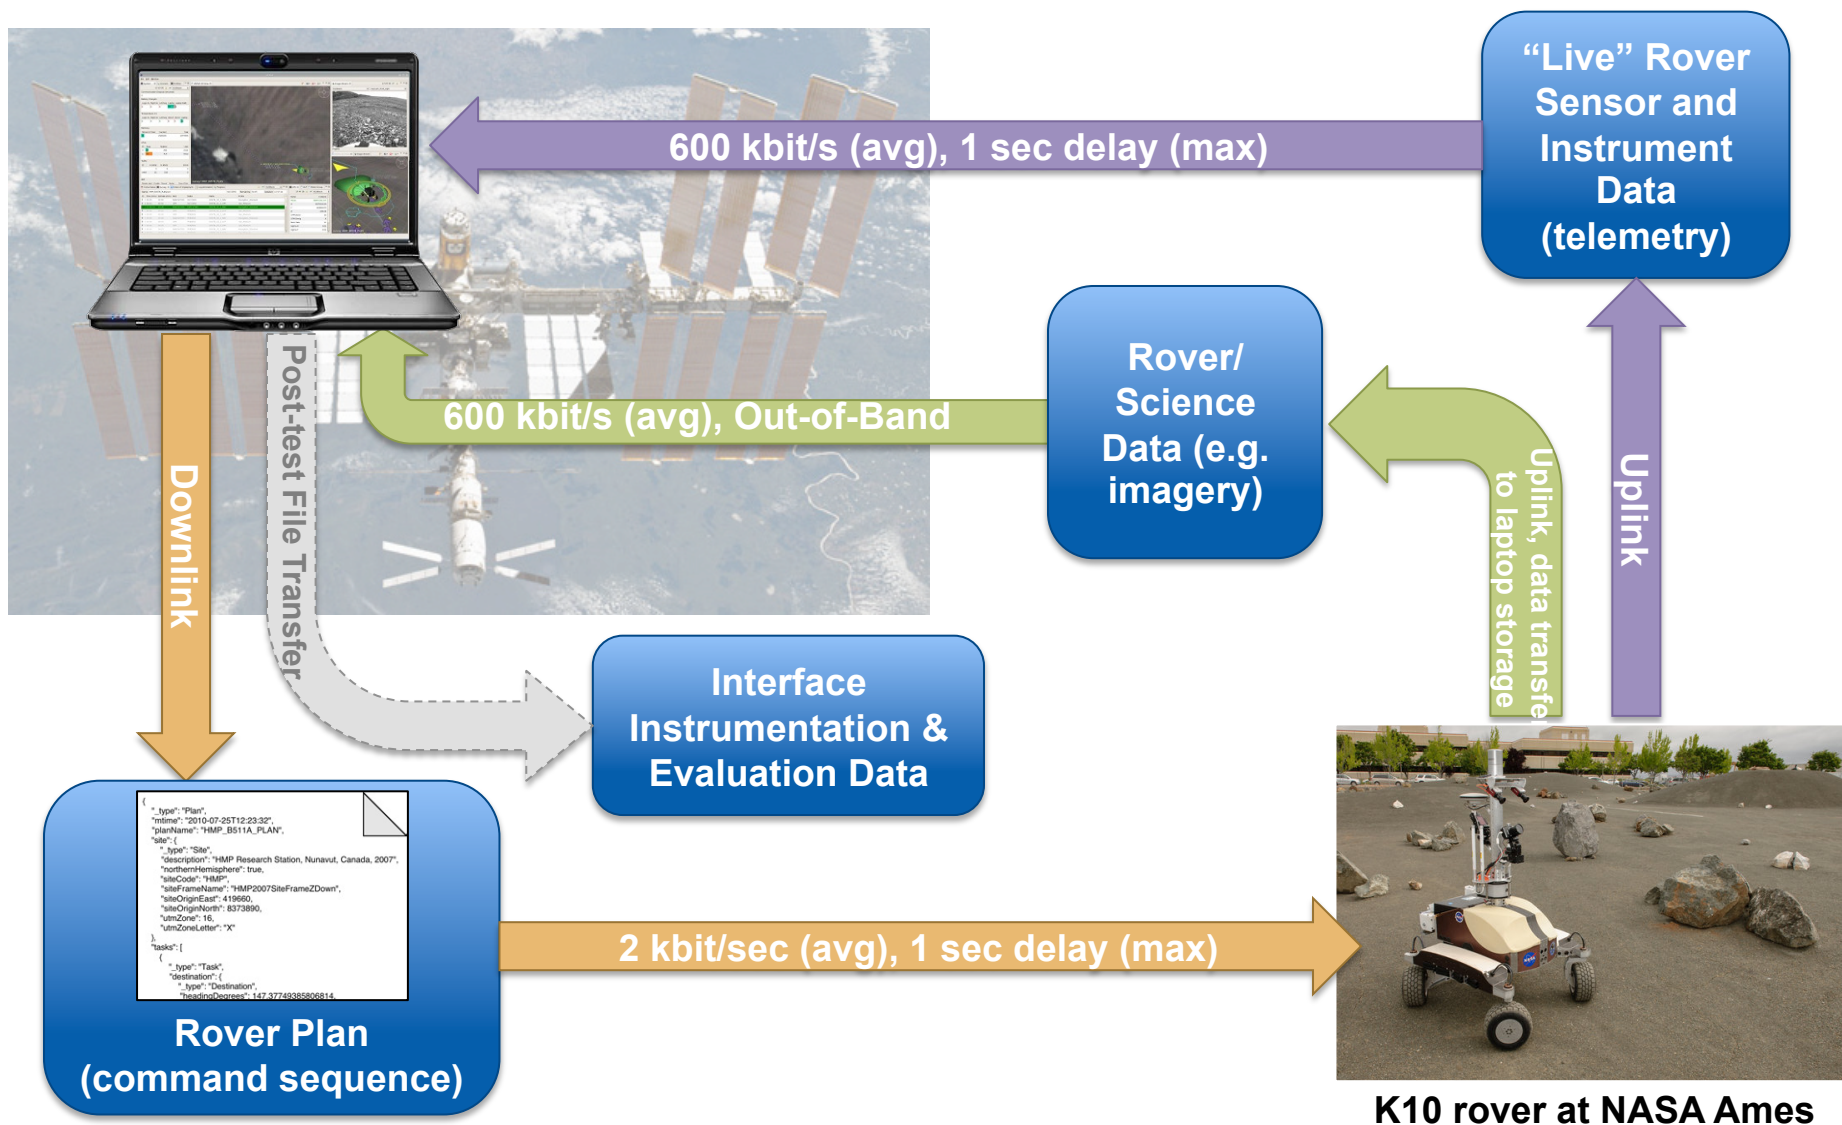 “Live” Rover
Sensor and
Instrument
Data
(telemetry)
600 kbit/s (avg), 1 sec delay (max)
Rover/
Science
Data (e.g.
imagery)
600 kbit/s (avg), Out-of-Band
Uplink
Uplink, data transfer
to laptop storage
Post-test File Transfer
Downlink
Interface
Instrumentation &
Evaluation Data
{
"_type": "Plan",
"mtime": "2010-07-25T12:23:32",
"planName": "HMP_B511A_PLAN",
"site": {
"_type": "Site",
"description": "HMP Research Station, Nunavut, Canada, 2007",
"northernHemisphere": true,
"siteCode": "HMP",
"siteFrameName": "HMP2007SiteFrameZDown",
"siteOriginEast": 419660,
"siteOriginNorth": 8373890,
"utmZone": 16,
"utmZoneLetter": "X"
},
"tasks": [
{
"_type": "Task",
"destination": {
"_type": "Destination",
"headingDegrees": 147.37749385806814,
Rover Plan
(command sequence)
2 kbit/sec (avg), 1 sec delay (max)
K10 rover at NASA Ames